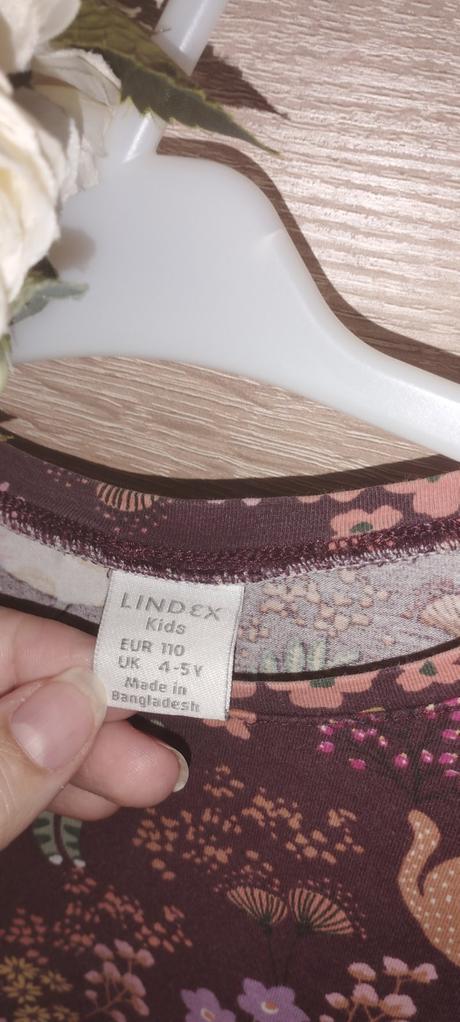 LINDEX
Kids
EUR 110
UK 4-5Y
Made in
Bangladesh